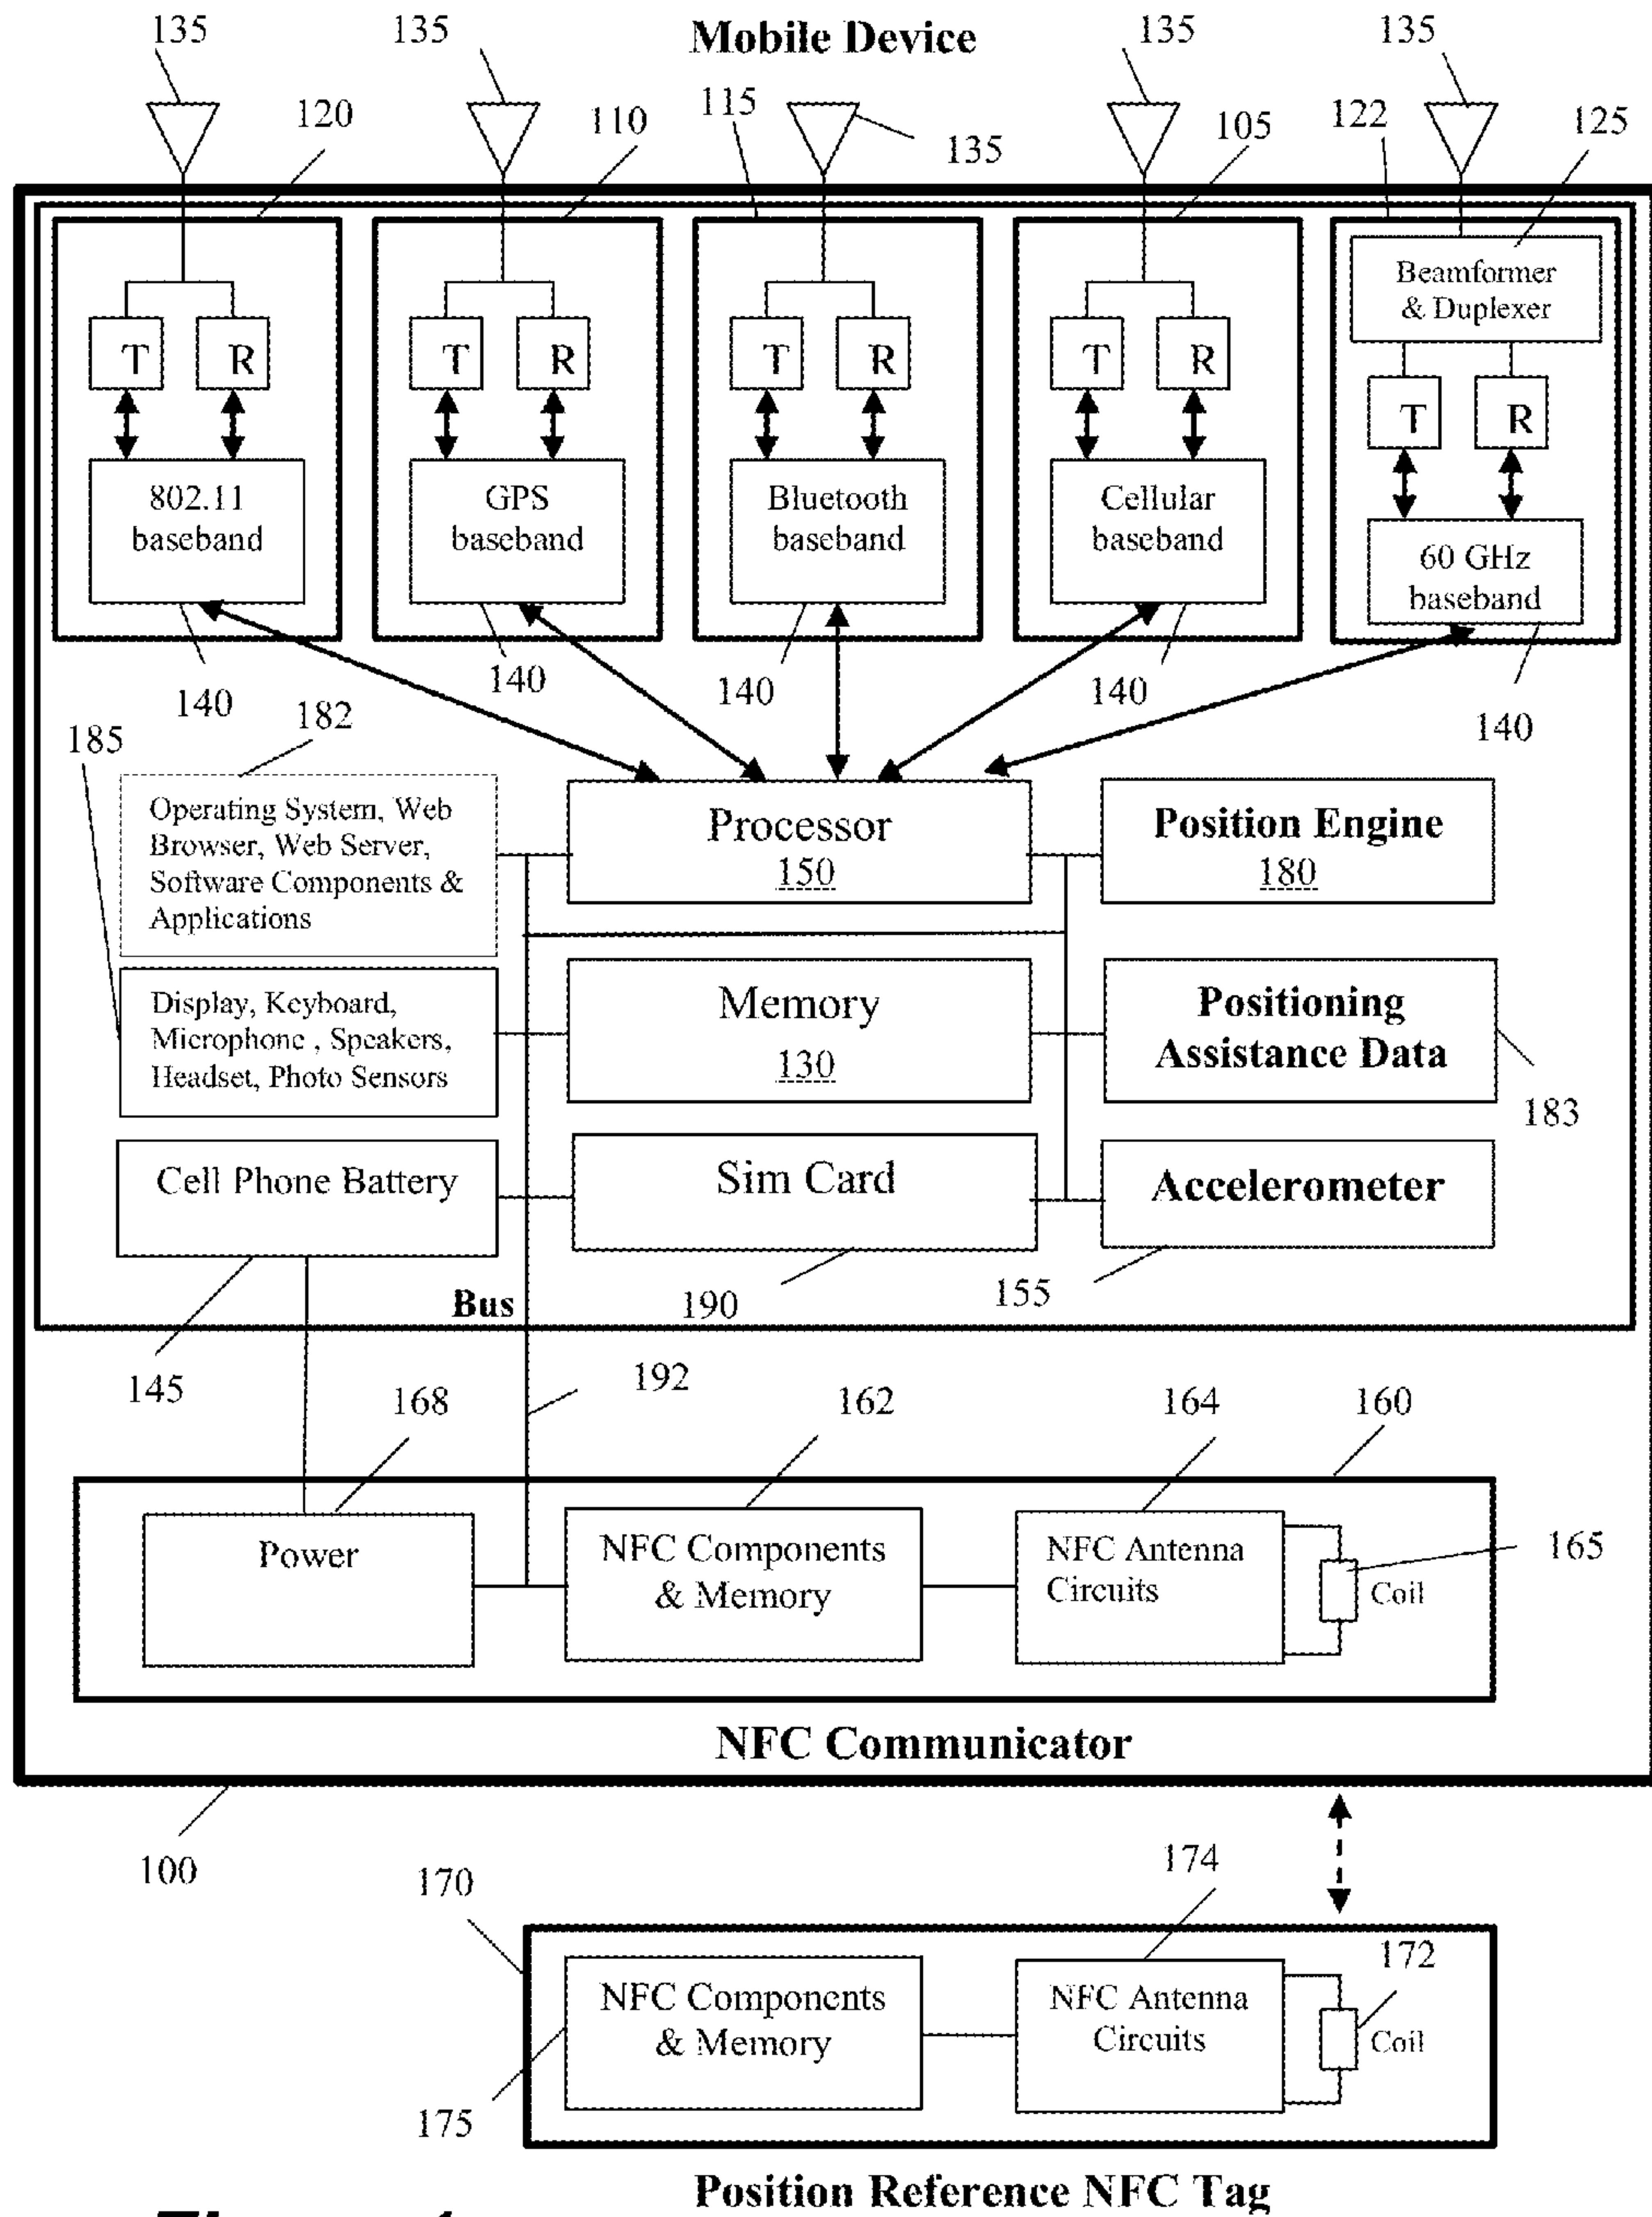 135
135
Mobile Device
135
135
120
110
115
135
105
122
125
Beamformer
& Duplexer
T
R
T
R
T
R
T
R
T
R
802.11
baseband
GPS
baseband
Bluetooth
baseband
Cellular
baseband
60 GHz
baseband
140
140
140
140
140
182
185
Operating System, Web
Browser, Web Server,
Software Components &
Applications
Processor
150
Position Engine
180
Display, Keyboard,
Microphone , Speakers,
Headset, Photo Sensors
Memory
130
Positioning
Assistance Data
183
Cell Phone Battery
Sim Card
Accelerometer
Bus
190
155
145
168
192
162
164
160
Power
NFC Components
& Memory
NFC Antenna
Circuits
165
Coil
NFC Communicator
100
170
174
NFC Components
& Memory
NFC Antenna
Circuits
172
Coil
175
Position Reference NFC Tag